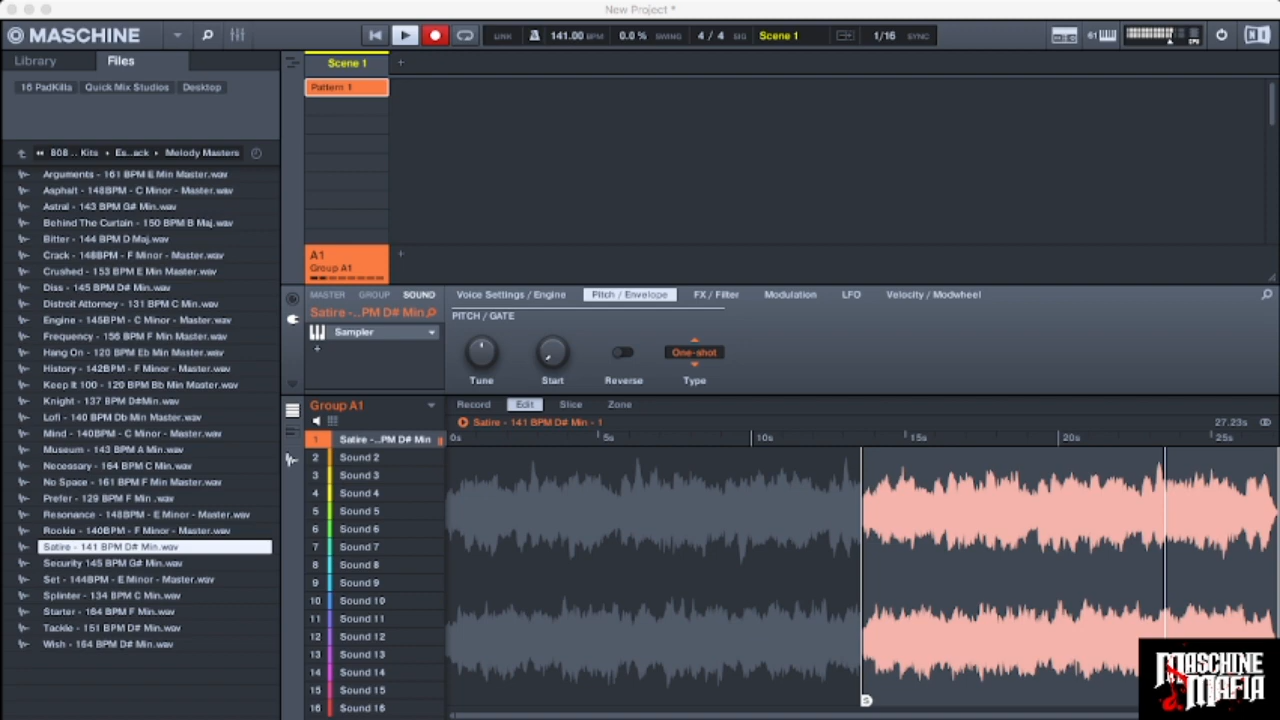 New Project *
MASCHINE
LINK 141.00 BPM 0.0 % SWING 4 / 4 SIG Scene 1 1/16 SYNC
Library Files
Scene 1 +
16 PadKilla Quick Mix Studios Desktop
Pattern 1
808 .. Kits Es..ack Melody Masters
Arguments - 161 BPM E Min Master.wav
Asphalt - 148BPM - C Minor - Master.wav
Astral - 143 BPM G# Min.wav
Behind The Curtain - 150 BPM B Maj.wav
Bitter - 144 BPM D Maj.wav
Crack - 148BPM - F Minor - Master.wav
Crushed - 153 BPM E Min Master.wav
Diss - 145 BPM D# Min.wav
Distroit Attorney - 131 BPM C Min.wav
Engine - 145BPM - C Minor - Master.wav
Frequency - 156 BPM F Min Master.wav
Hang On - 120 BPM Eb Min Master.wav
History - 142BPM - F Minor - Master.wav
Keep It 100 - 120 BPM Bb Min Master.wav
Knight - 137 BPM D#Min.wav
Lofi - 140 BPM Db Min Master.wav
Mind - 140BPM - C Minor - Master.wav
Museum - 143 BPM A Min.wav
Necessary - 164 BPM C Min.wav
No Space - 161 BPM F Min Master.wav
Prefer - 129 BPM F Min .wav
Resonance - 148BPM - E Minor - Master.wav
Rookie - 140BPM - F Minor - Master.wav
Satire - 141 BPM D# Min.wav
Security 145 BPM G# Min.wav
Set - 144BPM - E Minor - Master.wav
Splinter - 134 BPM C Min.wav
Starter - 164 BPM F Min.wav
Tackle - 151 BPM D# Min.wav
Wish - 164 BPM D# Min.wav
A1 +
Group A1
MASTER GROUP SOUND
Voice Settings / Engine Pitch / Envelope FX / Filter Modulation LFO Velocity / Modwheel
Satire -..PM D# Min
PITCH / GATE
Sampler
+
One-shot
Tune Start Reverse Type
Group A1
Record Edit Slice Zone
Satire - 141 BPM D# Min - 1 27.23s
0s 5s 10s 15s 20s 25s
1 Satire -..PM D# Min
2 Sound 2
3 Sound 3
4 Sound 4
5 Sound 5
6 Sound 6
7 Sound 7
8 Sound 8
9 Sound 9
10 Sound 10
11 Sound 11
12 Sound 12
13 Sound 13
14 Sound 14
15 Sound 15
16 Sound 16
S
MASCHINE
MAFIA